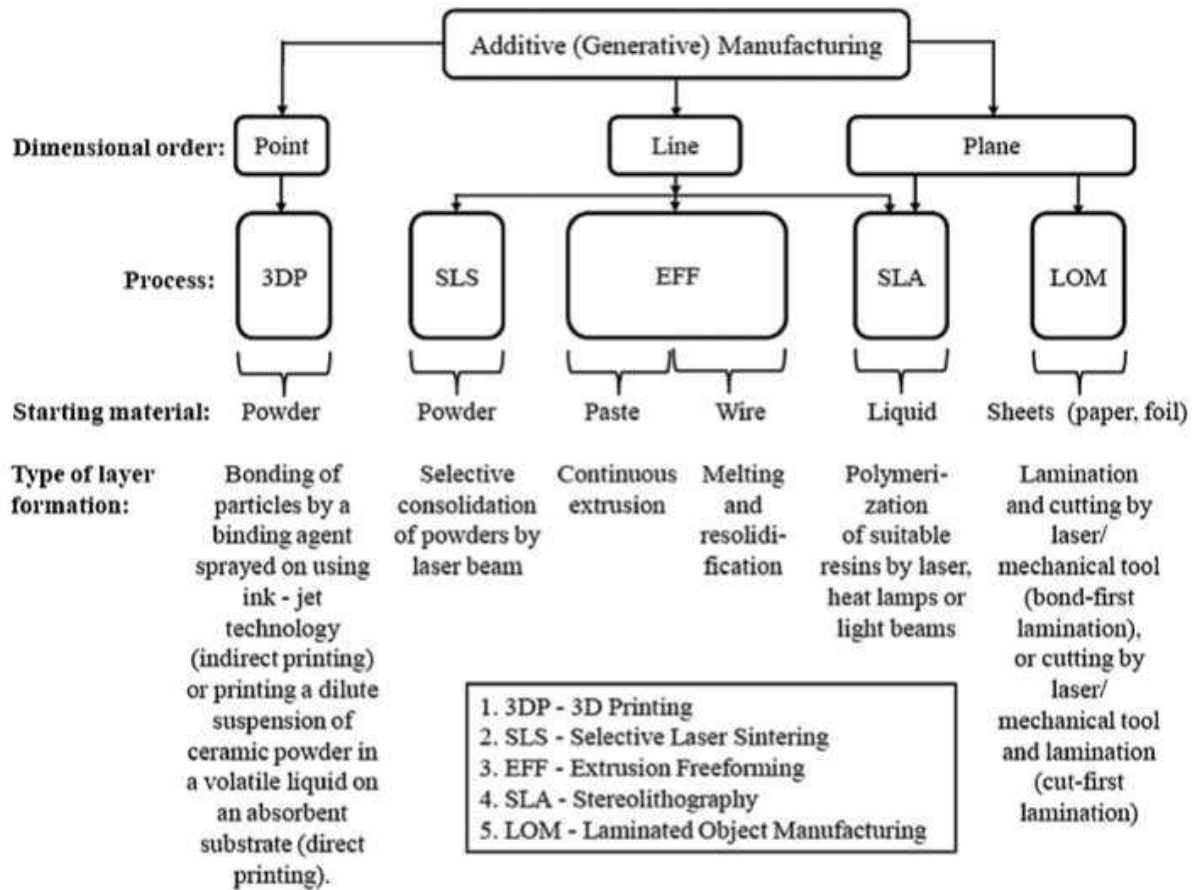 Additive (Generative) Manufacturing
Dimensional order: Point Line Plane
Process: 3DP SLS EFF SLA LOM
Starting material: Powder Powder Paste Wire Liquid Sheets (paper, foil)
Type of layer
formation:
Bonding of
particles by a
binding agent
sprayed on using
ink - jet
technology
(indirect printing)
or printing a dilute
suspension of
ceramic powder in
a volatile liquid on
an absorbent
substrate (direct
printing).
Selective
consolidation
of powders by
laser beam
Continuous
extrusion
Melting
and
resolidi-
fication
Polymeri-
zation
of suitable
resins by laser,
heat lamps or
light beams
Lamination
and cutting by
laser/
mechanical tool
(bond-first
lamination),
or cutting by
laser/
mechanical tool
and lamination
(cut-first
lamination)
1. 3DP - 3D Printing
2. SLS - Selective Laser Sintering
3. EFF - Extrusion Freeforming
4. SLA - Stereolithography
5. LOM - Laminated Object Manufacturing